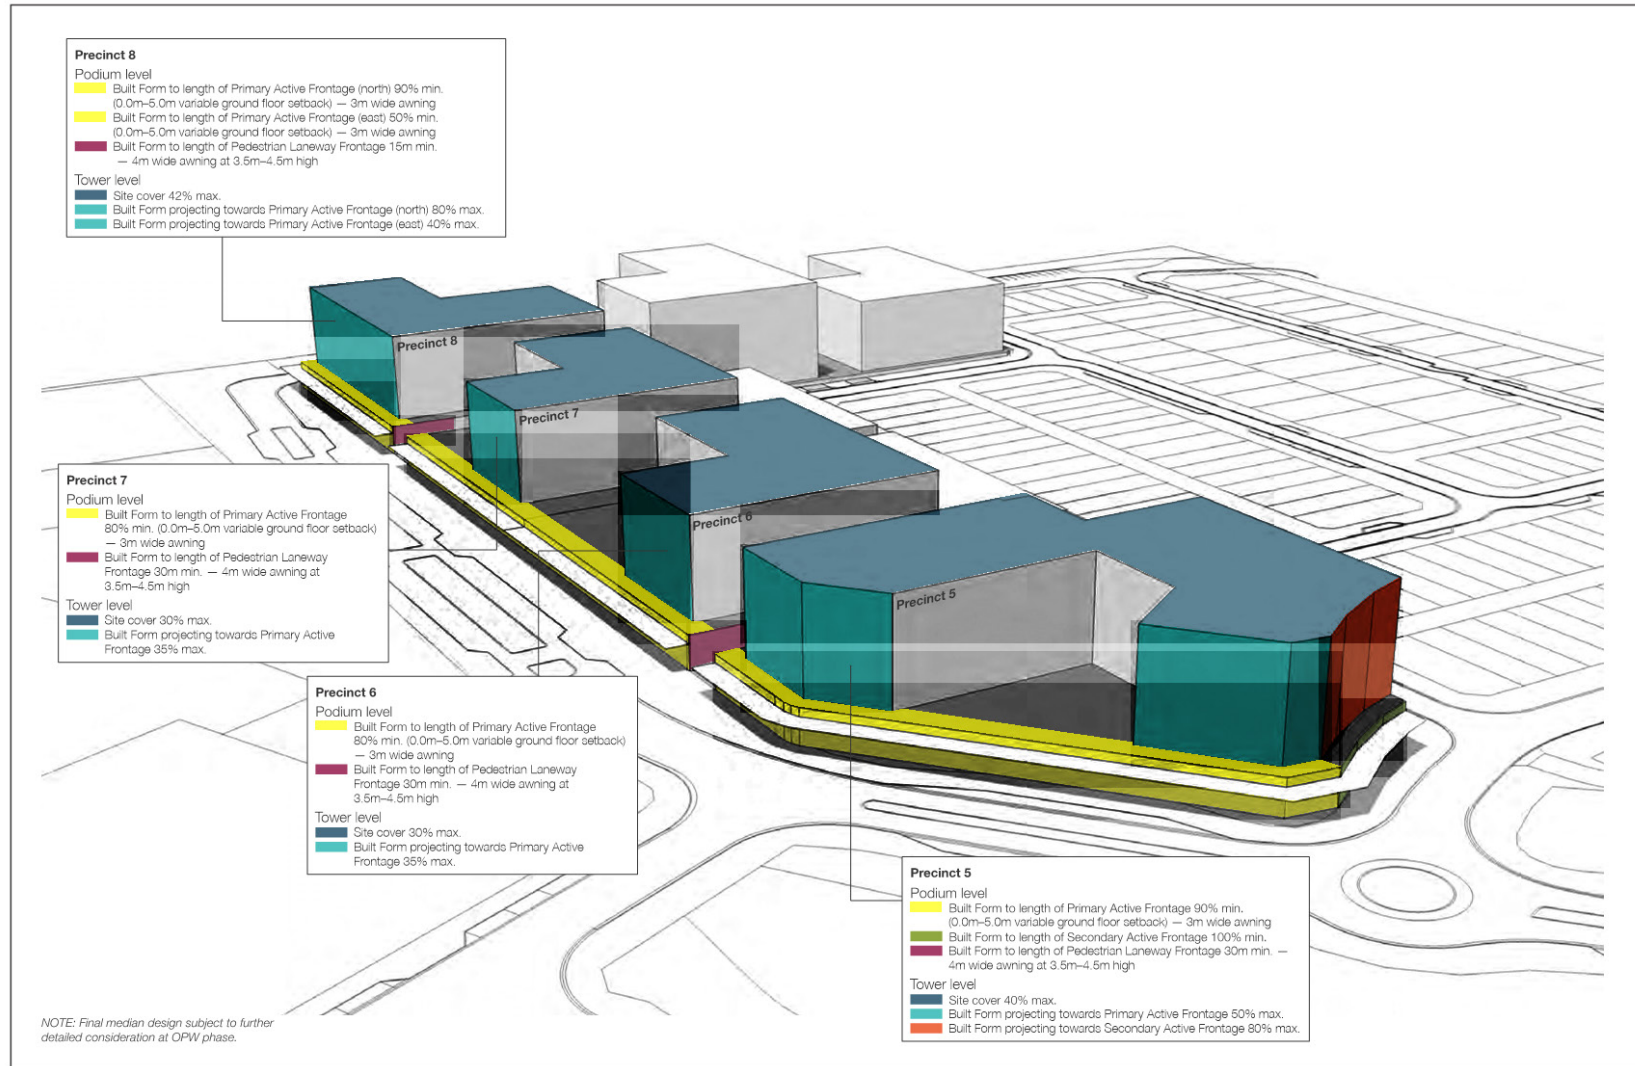 Precinct 8
Podium level
Built Form to length of Primary Active Frontage (north) 90% min.
(0.0m–5.0m variable ground floor setback) — 3m wide awning
Built Form to length of Primary Active Frontage (east) 50% min.
(0.0m–5.0m variable ground floor setback) — 3m wide awning
Built Form to length of Pedestrian Laneway Frontage 15m min.
— 4m wide awning at 3.5m–4.5m high
Tower level
Site cover 42% max.
Built Form projecting towards Primary Active Frontage (north) 80% max.
Built Form projecting towards Primary Active Frontage (east) 40% max.
Precinct 8
Precinct 7
Precinct 6
Precinct 5
Precinct 7
Podium level
Built Form to length of Primary Active Frontage
80% min. (0.0m–5.0m variable ground floor setback)
— 3m wide awning
Built Form to length of Pedestrian Laneway
Frontage 30m min. — 4m wide awning at
3.5m–4.5m high
Tower level
Site cover 30% max.
Built Form projecting towards Primary Active
Frontage 35% max.
Precinct 6
Podium level
Built Form to length of Primary Active Frontage
80% min. (0.0m–5.0m variable ground floor setback)
— 3m wide awning
Built Form to length of Pedestrian Laneway
Frontage 30m min. — 4m wide awning at
3.5m–4.5m high
Tower level
Site cover 30% max.
Built Form projecting towards Primary Active
Frontage 35% max.
Precinct 5
Podium level
Built Form to length of Primary Active Frontage 90% min.
(0.0m–5.0m variable ground floor setback) — 3m wide awning
Built Form to length of Secondary Active Frontage 100% min.
Built Form to length of Pedestrian Laneway Frontage 30m min. —
4m wide awning at 3.5m–4.5m high
Tower level
Site cover 40% max.
Built Form projecting towards Primary Active Frontage 50% max.
Built Form projecting towards Secondary Active Frontage 80% max.
NOTE: Final median design subject to further
detailed consideration at OPW phase.